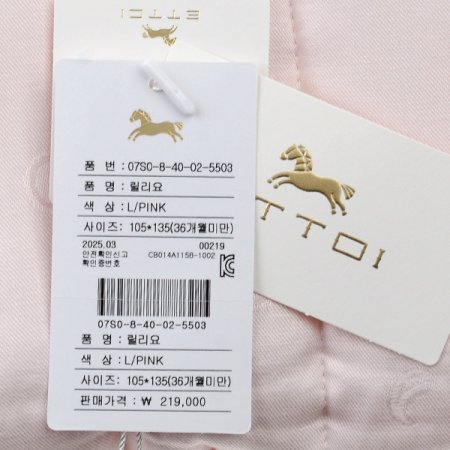 ETTOI
품 번 : 07S0-8-40-02-5503
품 명 : 릴리요
색 상 : L/PINK
사이즈 : 105*135(36개월미만)
2025.03 00219
안전확인신고
확인증번호 CB014A115B-1002
07S0-8-40-02-5503
품 명 : 릴리요
색 상 : L/PINK
사이즈 : 105*135(36개월미만)
판매가격 : ₩ 219,000
TTOI